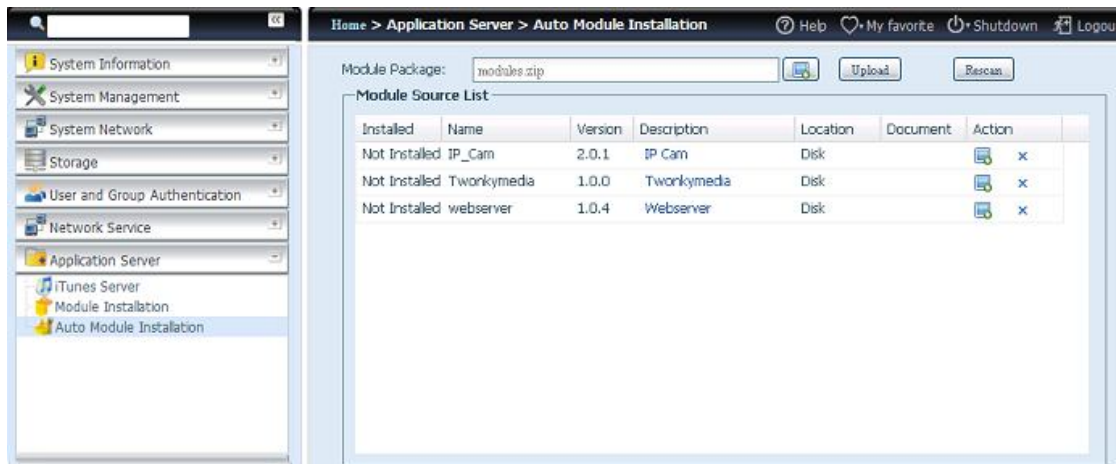 Home > Application Server > Auto Module Installation
Help My favorite Shutdown Logou
System Information
System Management
System Network
Storage
User and Group Authentication
Network Service
Application Server
iTunes Server
Module Installation
Auto Module Installation
Module Package: modules.zip Upload Rescan
Module Source List
Installed Name Version Description Location Document Action
Not Installed IP_Cam 2.0.1 IP Cam Disk
Not Installed Twonkymedia 1.0.0 Twonkymedia Disk
Not Installed webserver 1.0.4 Webserver Disk